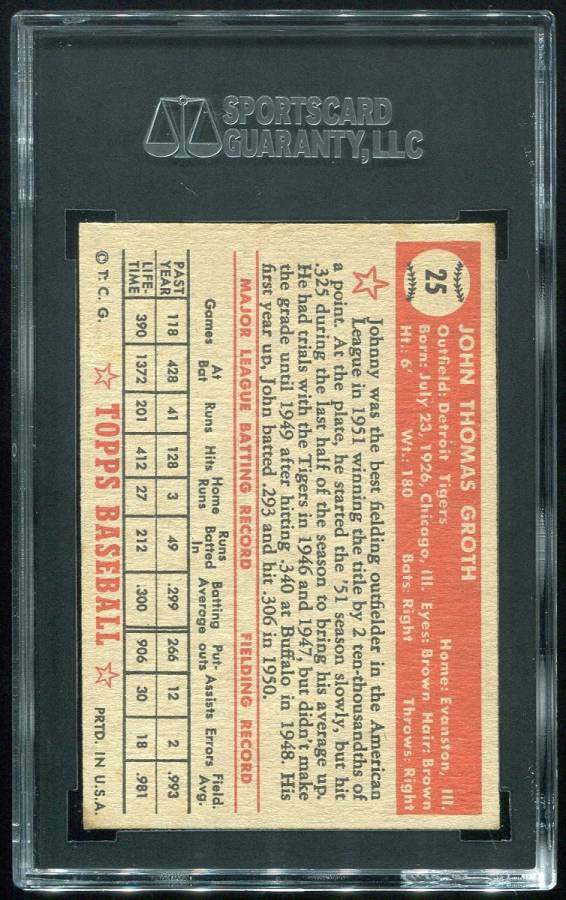 SPORTSCARD
GUARANTY, LLC
25
JOHN THOMAS GROTH
Outfield: Detroit Tigers Home: Evanston, Ill.
Born: July 23, 1926, Chicago, Ill. Eyes: Brown Hair: Brown
Ht.: 6' Wt.: 180 Bats: Right Throws: Right
Johnny was the best fielding outfielder in the American
League in 1951 winning the title by 2 ten-thousandths of
a point. At the plate, he started the '51 season slowly, but hit
.325 during the last half of the season to bring his average up.
He had trials with the Tigers in 1946 and 1947, but didn't make
the grade until 1949 after hitting .340 at Buffalo in 1948. His
first year up, John batted .293 and hit .306 in 1950.
MAJOR LEAGUE BATTING RECORD FIELDING RECORD
Games At Bat Runs Hits Home Runs Runs Batted In Batting Average Put-outs Assists Errors Field. Avg.
PAST YEAR 118 428 41 128 3 49 .299 266 12 2 .993
LIFE-TIME 390 1372 201 412 27 212 .300 906 30 18 .981
© T. C. G. TOPPS BASEBALL PRTD. IN U.S.A.